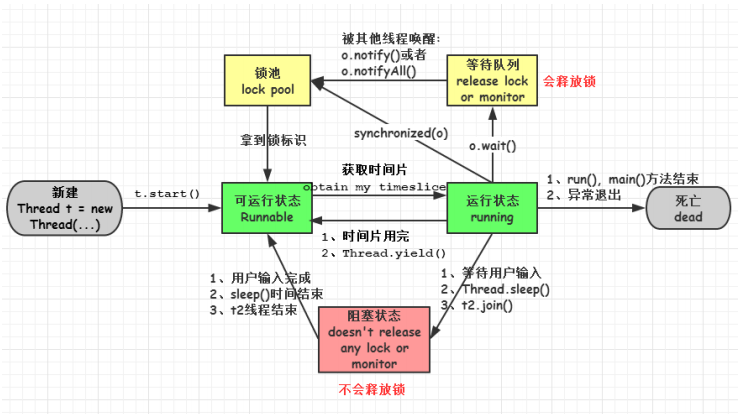 被其他线程唤醒:
o.notify()或者
o.notifyAll()
锁池
lock pool
等待队列
release lock
or monitor
会释放锁
synchronized(o)
o.wait()
拿到锁标识
获取时间片
obtain my timeslice
新建
Thread t = new
Thread(...)
t.start()
可运行状态
Runnable
运行状态
running
1、run(), main()方法结束
2、异常退出
死亡
dead
1、时间片用完
2、Thread.yield()
1、用户输入完成
2、sleep()时间结束
3、t2线程结束
1、等待用户输入
2、Thread.sleep()
3、t2.join()
阻塞状态
doesn't release
any lock or
monitor
不会释放锁